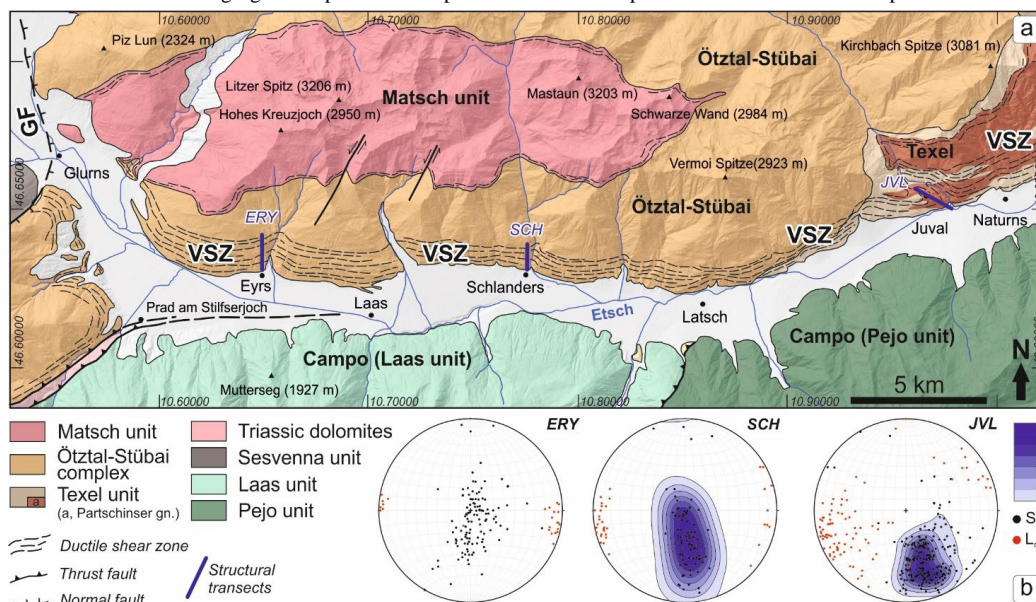 10.60000
10.70000
10.80000
10.90000
a
Piz Lun (2324 m)
Ötztal-Stübai
Kirchbach Spitze (3081 m)
Litzer Spitz (3206 m)
Matsch unit
Mastaun (3203 m)
Hohes Kreuzjoch (2950 m)
Schwarze Wand (2984 m)
GF
Texel
VSZ
Vermoi Spitze(2923 m)
Glurns
46.65000
JVL
Ötztal-Stübai
ERY
SCH
Naturns
VSZ
VSZ
VSZ
Juval
Eyrs
Schlanders
Prad am Stilfserjoch
Laas
Etsch
Latsch
46.60000
Campo (Laas unit)
Campo (Pejo unit)
N
Mutterseg (1927 m)
5 km
10.60000
10.70000
10.80000
10.90000
Matsch unit
Triassic dolomites
Ötztal-Stübai
complex
Sesvenna unit
Texel unit
a
Laas unit
(a, Partschinser gn.)
Pejo unit
Ductile shear zone
Thrust fault
Structural
transects
Normal fault
ERY
SCH
JVL
S
L
b